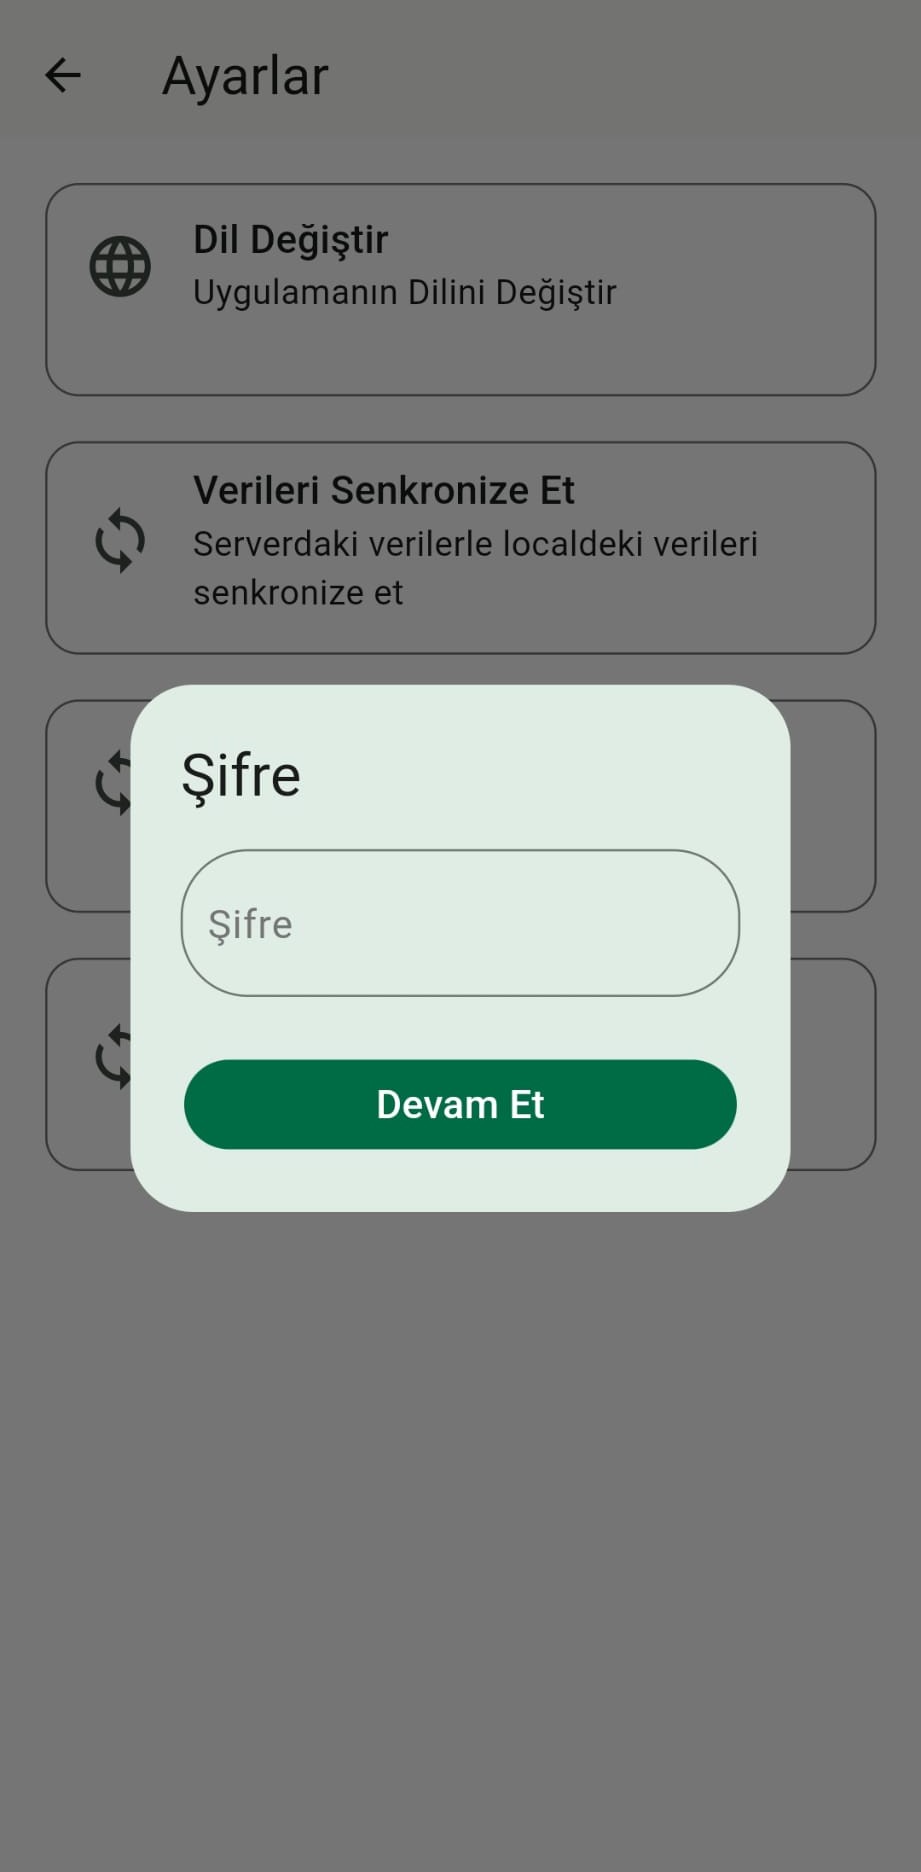 Ayarlar
Dil Değiştir
Uygulamanın Dilini Değiştir
Verileri Senkronize Et
Serverdaki verilerle localdeki verileri
senkronize et
Şifre
Şifre
Devam Et